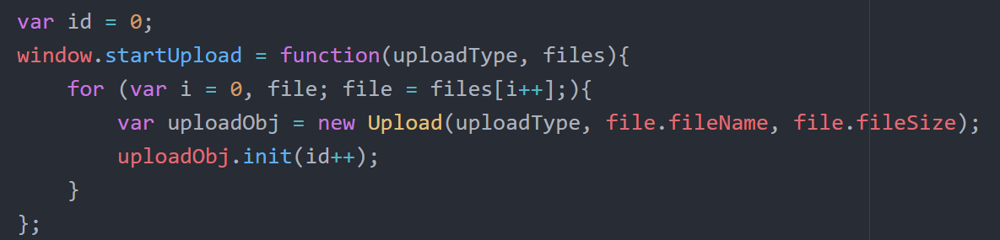 var id = 0;
window.startUpload = function(uploadType, files){
    for (var i = 0, file; file = files[i++];){
        var uploadObj = new Upload(uploadType, file.fileName, file.fileSize);
        uploadObj.init(id++);
    }
};